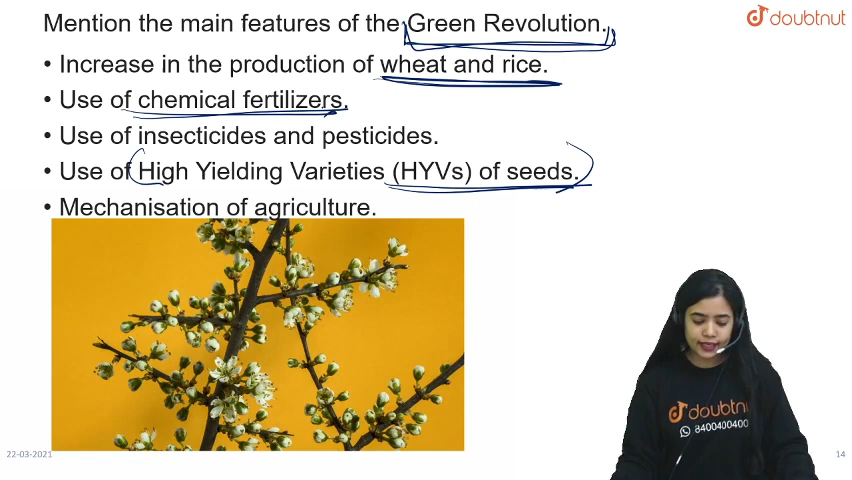 doubtnut
Mention the main features of the Green Revolution.
• Increase in the production of wheat and rice.
• Use of chemical fertilizers.
• Use of insecticides and pesticides.
• Use of High Yielding Varieties (HYVs) of seeds.
• Mechanisation of agriculture.
doubtnut
8400400400
22-03-2021
14